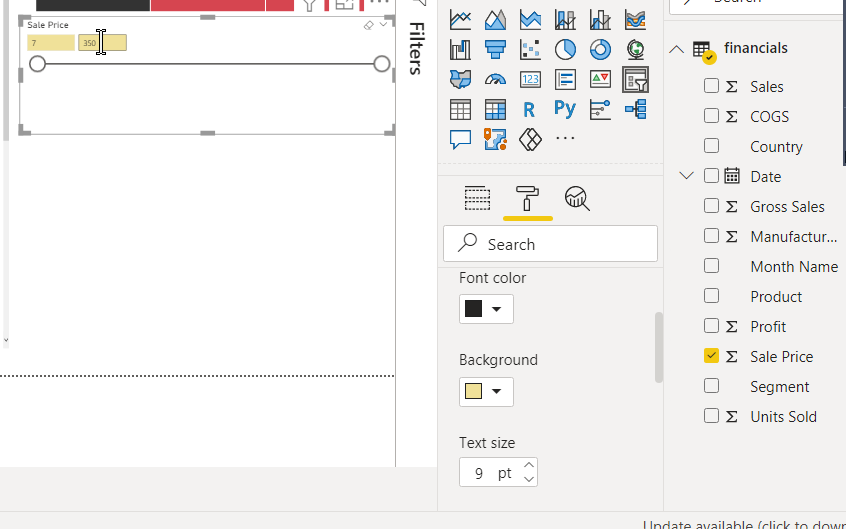 Sale Price
7
350
Filters
123
R
Py
Search
Font color
Background
Text size
9 pt
financials
Sales
COGS
Country
Date
Gross Sales
Manufactur...
Month Name
Product
Profit
Sale Price
Segment
Units Sold
Update available (click to down